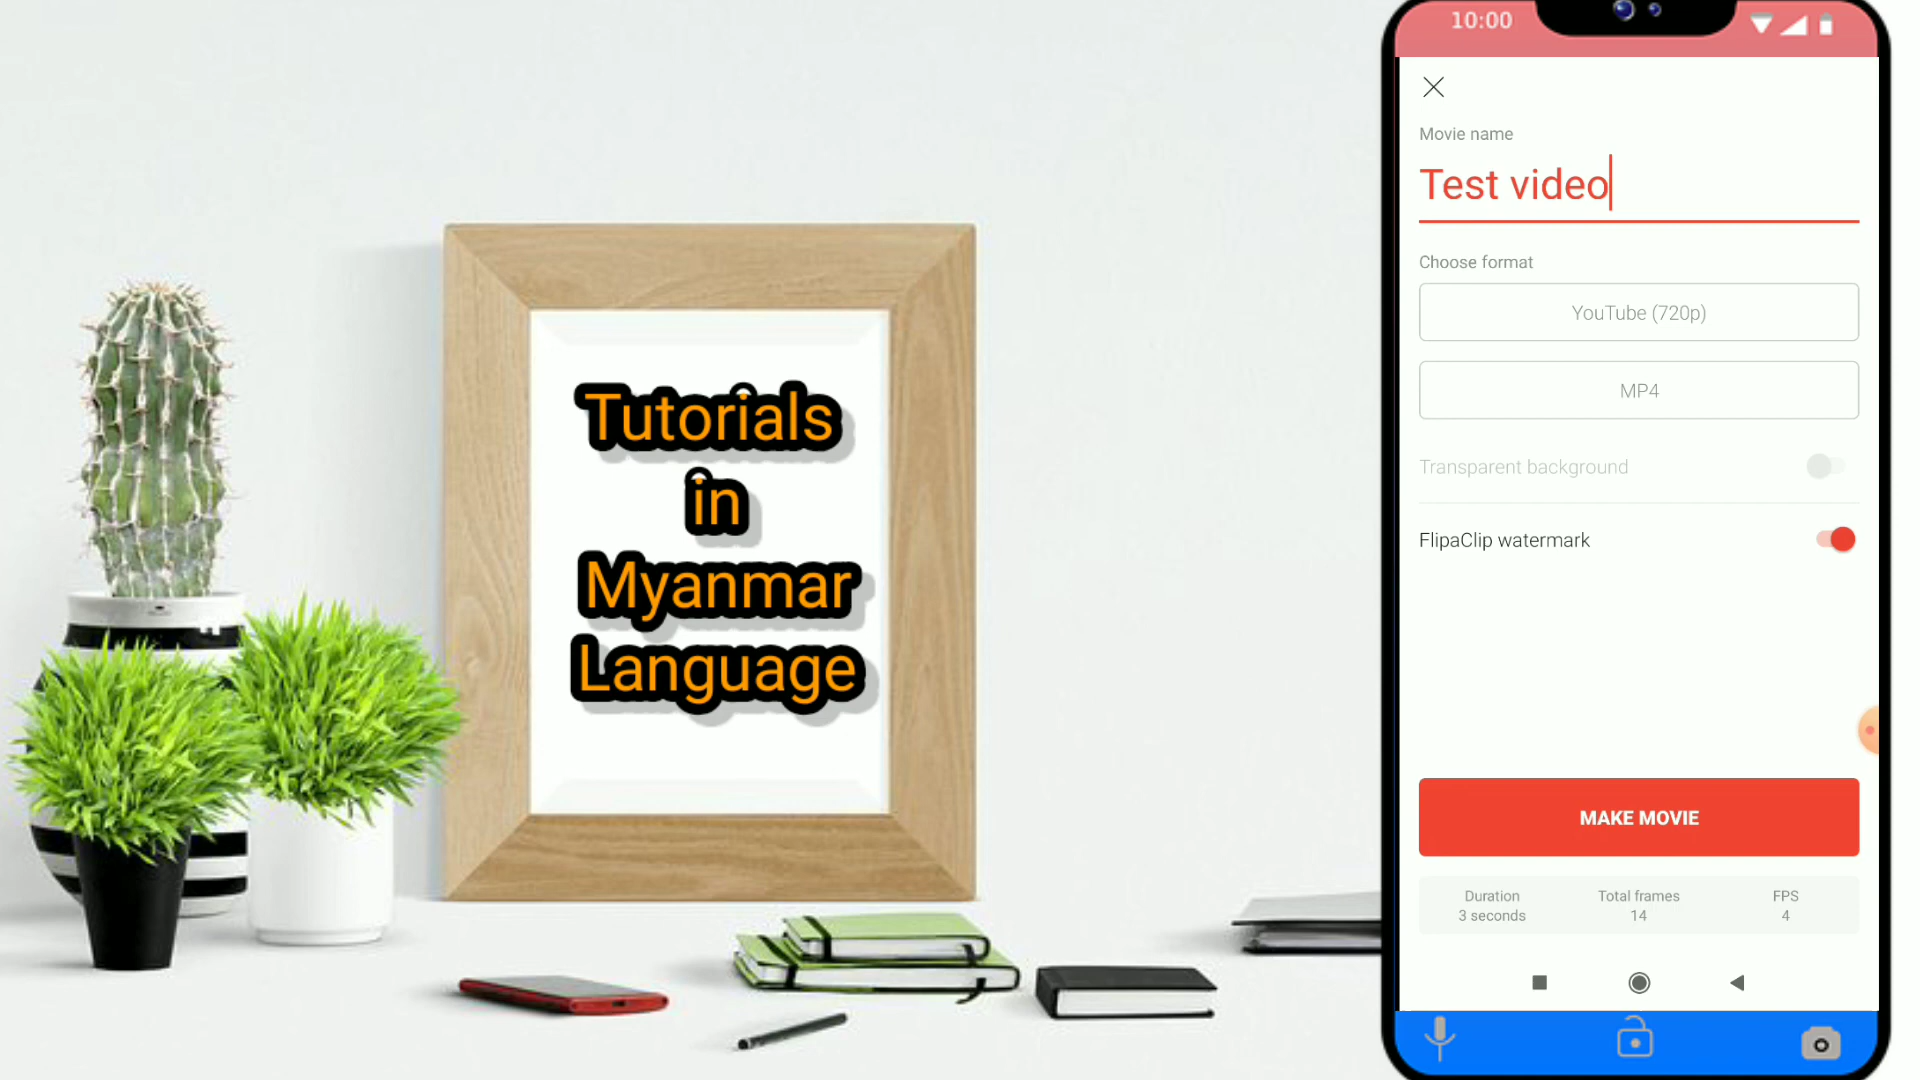 Tutorials
in
Myanmar
Language
10:00
Movie name
Test video
Choose format
YouTube (720p)
MP4
Transparent background
FlipaClip watermark
MAKE MOVIE
Duration Total frames FPS
3 seconds 14 4